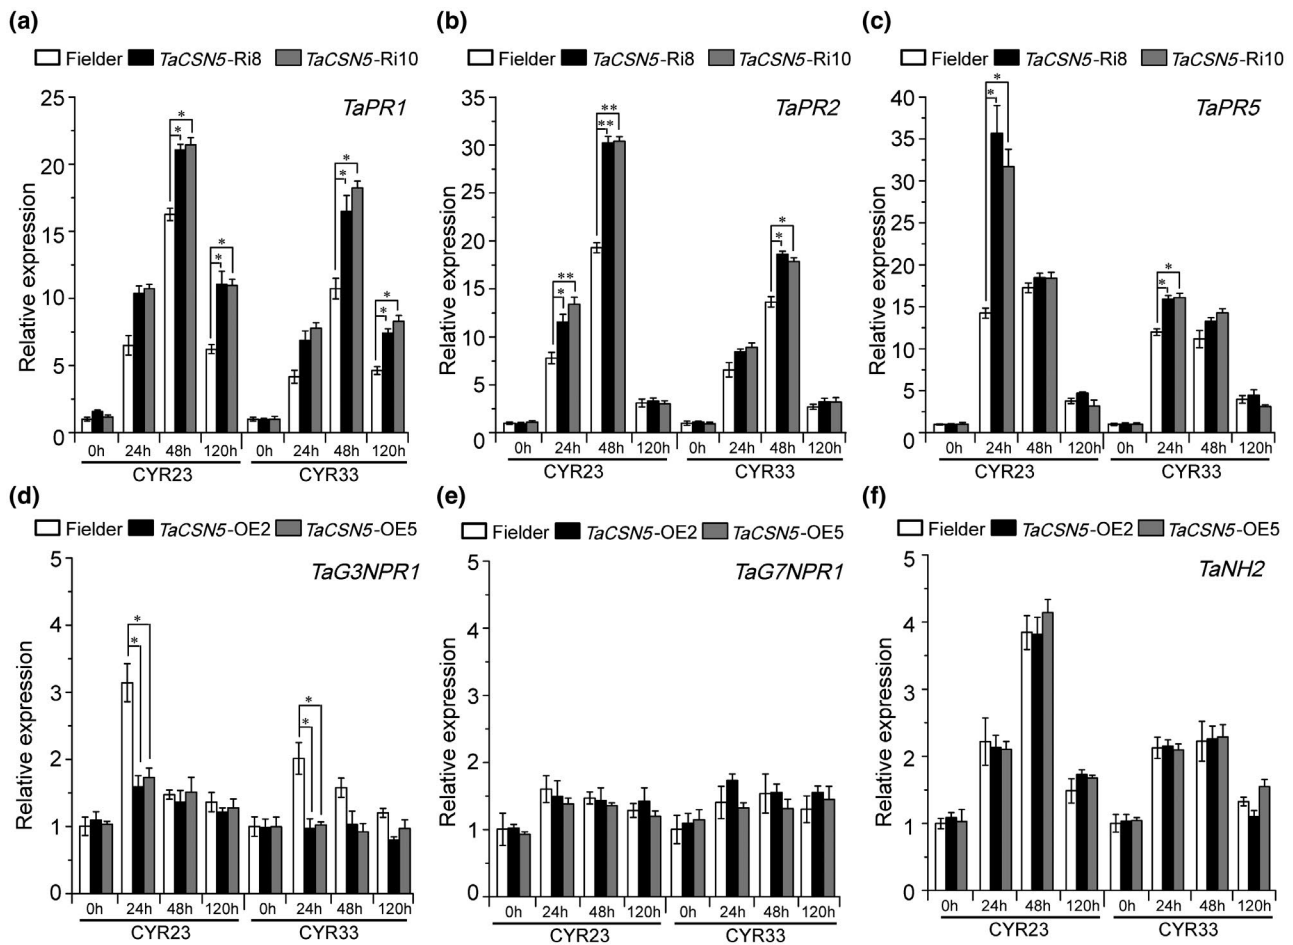 (a)
Fielder TaCSN5-Ri8 TaCSN5-Ri10
TaPR1
Relative expression
25
20
15
10
5
0
* * * * * * * *
0h 24h 48h 120h 0h 24h 48h 120h
CYR23 CYR33
(b)
Fielder TaCSN5-Ri8 TaCSN5-Ri10
TaPR2
Relative expression
35
30
25
20
15
10
5
0
** * ** ** * *
0h 24h 48h 120h 0h 24h 48h 120h
CYR23 CYR33
(c)
Fielder TaCSN5-Ri8 TaCSN5-Ri10
TaPR5
Relative expression
40
35
30
25
20
15
10
5
0
* * * *
0h 24h 48h 120h 0h 24h 48h 120h
CYR23 CYR33
(d)
Fielder TaCSN5-OE2 TaCSN5-OE5
TaG3NPR1
Relative expression
5
4
3
2
1
0
* * * *
0h 24h 48h 120h 0h 24h 48h 120h
CYR23 CYR33
(e)
Fielder TaCSN5-OE2 TaCSN5-OE5
TaG7NPR1
Relative expression
5
4
3
2
1
0
0h 24h 48h 120h 0h 24h 48h 120h
CYR23 CYR33
(f)
Fielder TaCSN5-OE2 TaCSN5-OE5
TaNH2
Relative expression
5
4
3
2
1
0
0h 24h 48h 120h 0h 24h 48h 120h
CYR23 CYR33